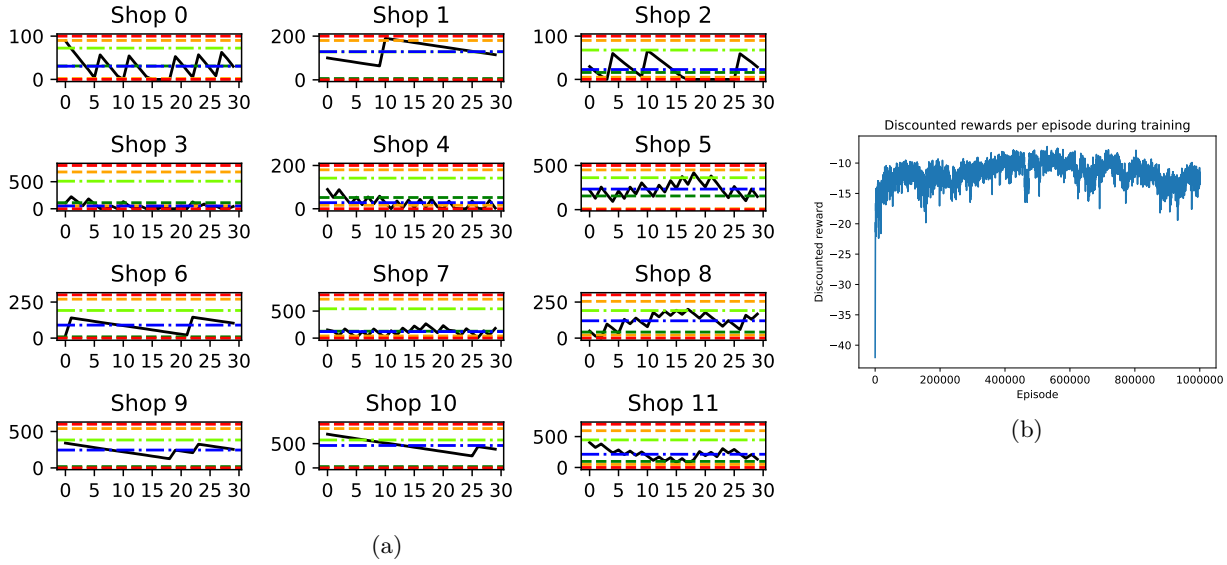 Shop 0
Shop 1
Shop 2
100
0
0 5 10 15 20 25 30
200
100
0
0 5 10 15 20 25 30
100
50
0
0 5 10 15 20 25 30
Shop 3
Shop 4
Shop 5
500
0
0 5 10 15 20 25 30
200
0
0 5 10 15 20 25 30
500
250
0
0 5 10 15 20 25 30
Shop 6
Shop 7
Shop 8
250
0
0 5 10 15 20 25 30
500
0
0 5 10 15 20 25 30
250
0
0 5 10 15 20 25 30
Shop 9
Shop 10
Shop 11
500
0
0 5 10 15 20 25 30
500
0
0 5 10 15 20 25 30
500
0
0 5 10 15 20 25 30
(a)
Discounted rewards per episode during training
Discounted reward
−10
−15
−20
−25
−30
−35
−40
0 200000 400000 600000 800000 1000000
Episode
(b)